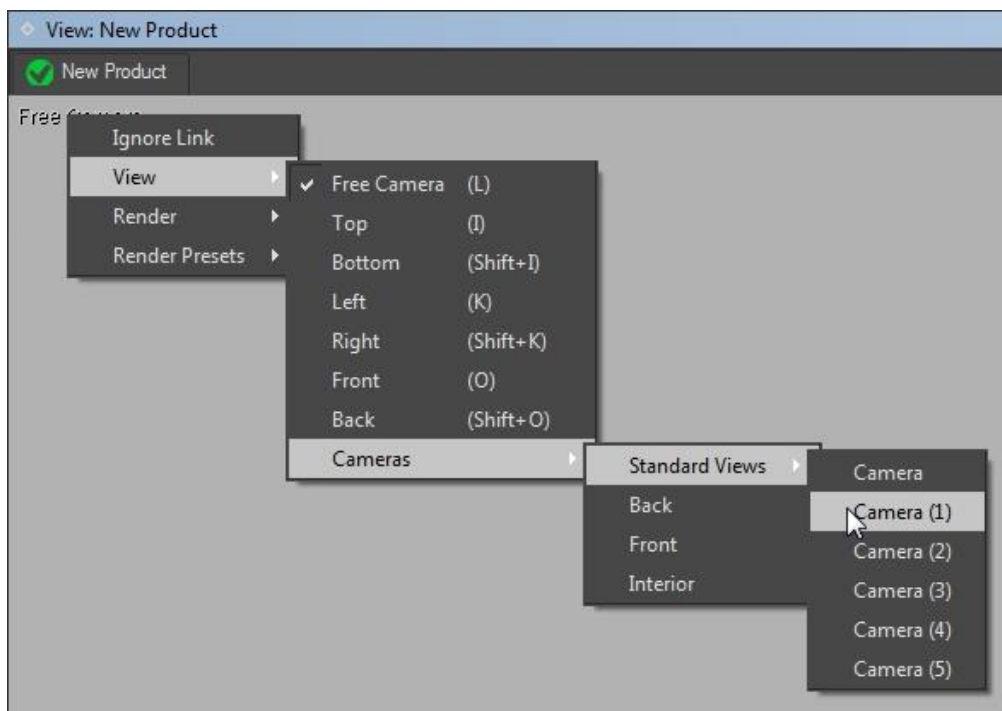 View: New Product
New Product
Free
Ignore Link
View
Render
Render Presets
Free Camera (L)
Top (I)
Bottom (Shift+I)
Left (K)
Right (Shift+K)
Front (O)
Back (Shift+O)
Cameras
Standard Views
Back
Front
Interior
Camera
Camera (1)
Camera (2)
Camera (3)
Camera (4)
Camera (5)